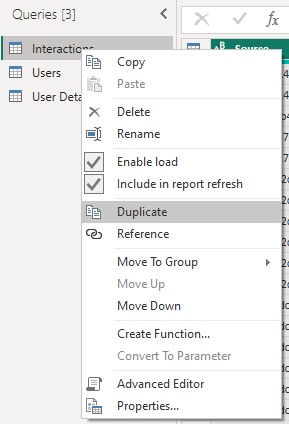 Queries [3]
fx
Interactions
Users
User Deta
Source
Copy
Paste
Delete
Rename
Enable load
Include in report refresh
Duplicate
Reference
Move To Group
Move Up
Move Down
Create Function...
Convert To Parameter
Advanced Editor
Properties...